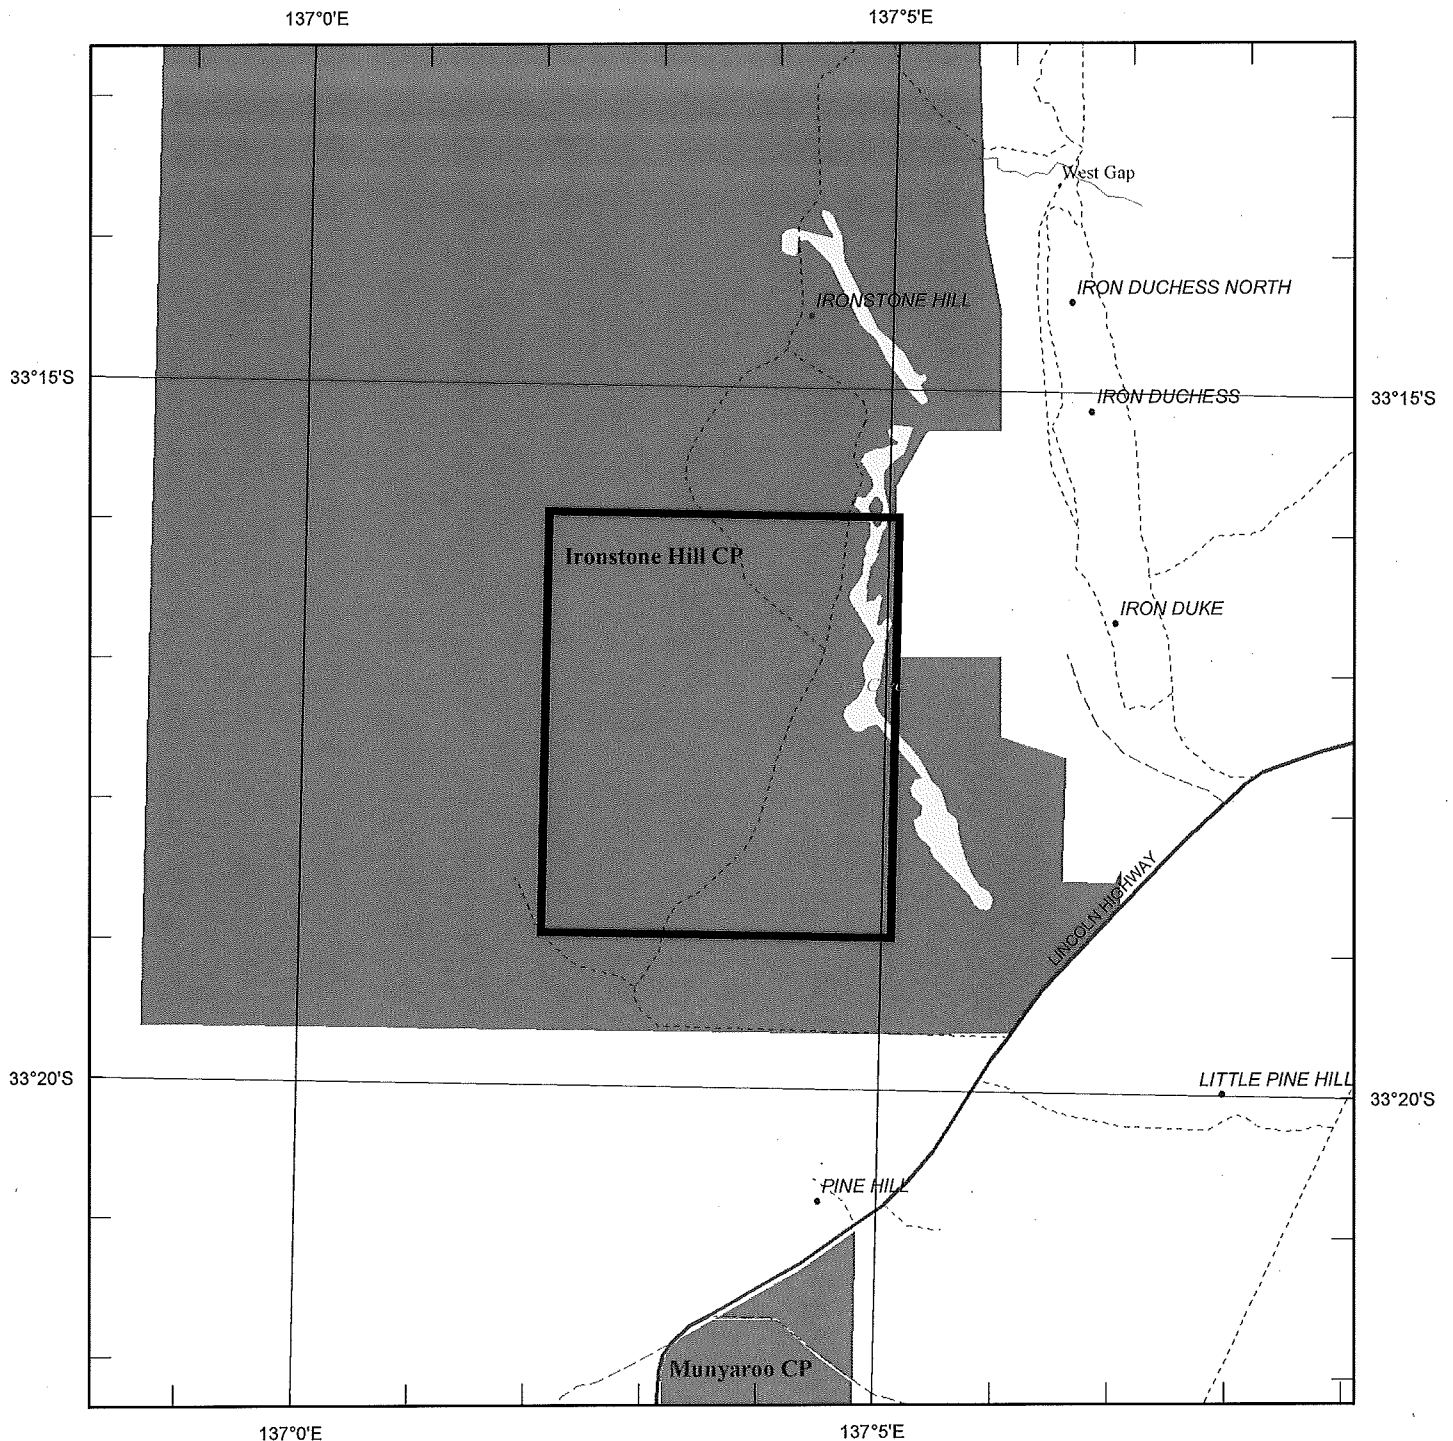 137°0'E
137°5'E
West Gap
IRON DUCHESS NORTH
IRONSTONE HILL
33°15'S
33°15'S
IRON DUCHESS
Ironstone Hill CP
IRON DUKE
LINCOLN HIGHWAY
33°20'S
LITTLE PINE HILL
33°20'S
PINE HILL
Munyaroo CP
137°0'E
137°5'E